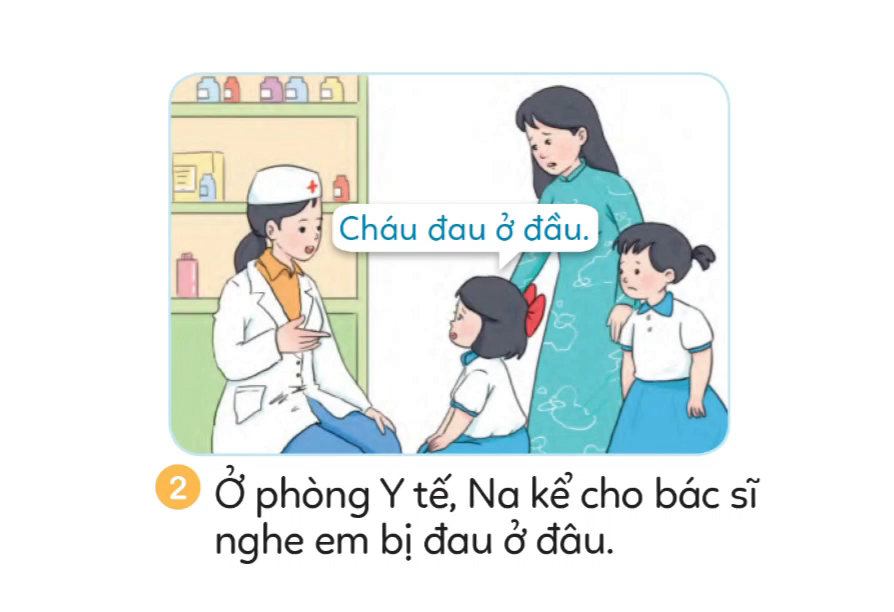 Cháu đau ở đầu.
2 Ở phòng Y tế, Na kể cho bác sĩ
nghe em bị đau ở đâu.